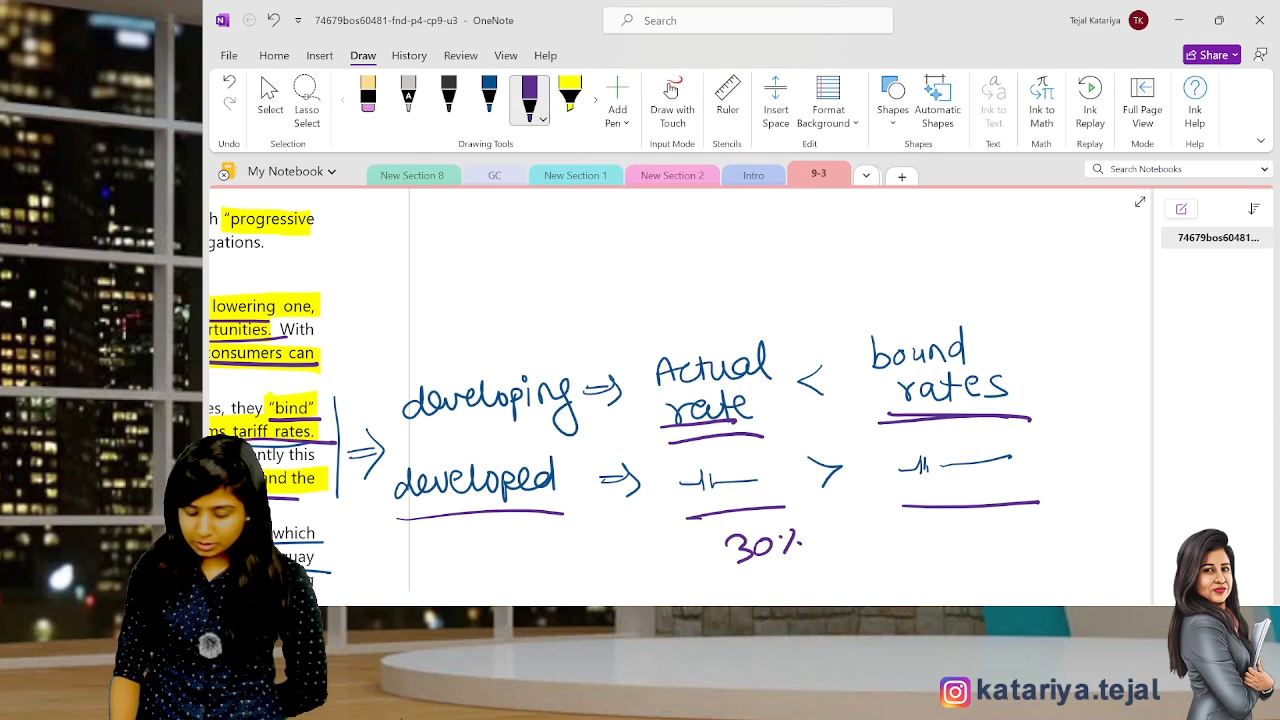 74679bos60481-fnd-p4-cp9-u3 - OneNote
Search
Tejal Katariya TK
File Home Insert Draw History Review View Help
Share
Select Lasso Select Add Pen Draw with Touch Ruler Insert Space Format Background Shapes Automatic Shapes Ink to Text Ink to Math Ink Replay Full Page View Ink Help
Undo Selection Drawing Tools Input Mode Stencils Edit Shapes Math Replay View Help
My Notebook New Section 8 GC New Section 1 New Section 2 Intro 9-3 Search Notebooks
74679bos60481...
h "progressive
gations.
lowering one,
rtunities. With
consumers can
es, they "bind"
ms tariff rates.
ntly this
nd the
which
uay
developing ⇒ Actual rate < bound rates
developed ⇒ —〃— > —〃—
30%
katariya.tejal